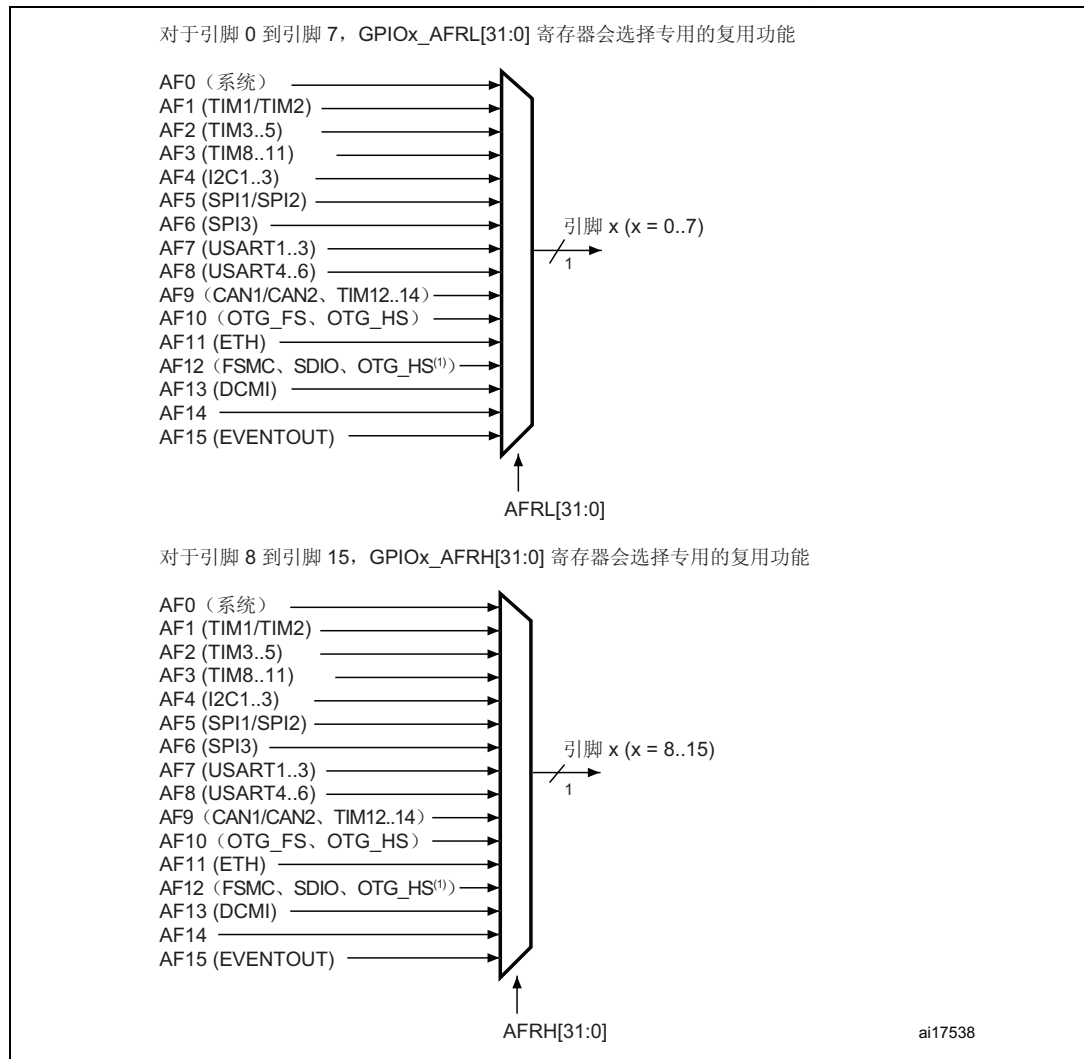 对于引脚 0 到引脚 7，GPIOx_AFRL[31:0] 寄存器会选择专用的复用功能
AF0（系统）
AF1 (TIM1/TIM2)
AF2 (TIM3..5)
AF3 (TIM8..11)
AF4 (I2C1..3)
AF5 (SPI1/SPI2)
AF6 (SPI3)
AF7 (USART1..3)
AF8 (USART4..6)
AF9（CAN1/CAN2、TIM12..14）
AF10（OTG_FS、OTG_HS）
AF11 (ETH)
AF12（FSMC、SDIO、OTG_HS(1)）
AF13 (DCMI)
AF14
AF15 (EVENTOUT)
引脚 x (x = 0..7)
1
AFRL[31:0]
对于引脚 8 到引脚 15，GPIOx_AFRH[31:0] 寄存器会选择专用的复用功能
AF0（系统）
AF1 (TIM1/TIM2)
AF2 (TIM3..5)
AF3 (TIM8..11)
AF4 (I2C1..3)
AF5 (SPI1/SPI2)
AF6 (SPI3)
AF7 (USART1..3)
AF8 (USART4..6)
AF9（CAN1/CAN2、TIM12..14）
AF10（OTG_FS、OTG_HS）
AF11 (ETH)
AF12（FSMC、SDIO、OTG_HS(1)）
AF13 (DCMI)
AF14
AF15 (EVENTOUT)
引脚 x (x = 8..15)
1
AFRH[31:0]
ai17538